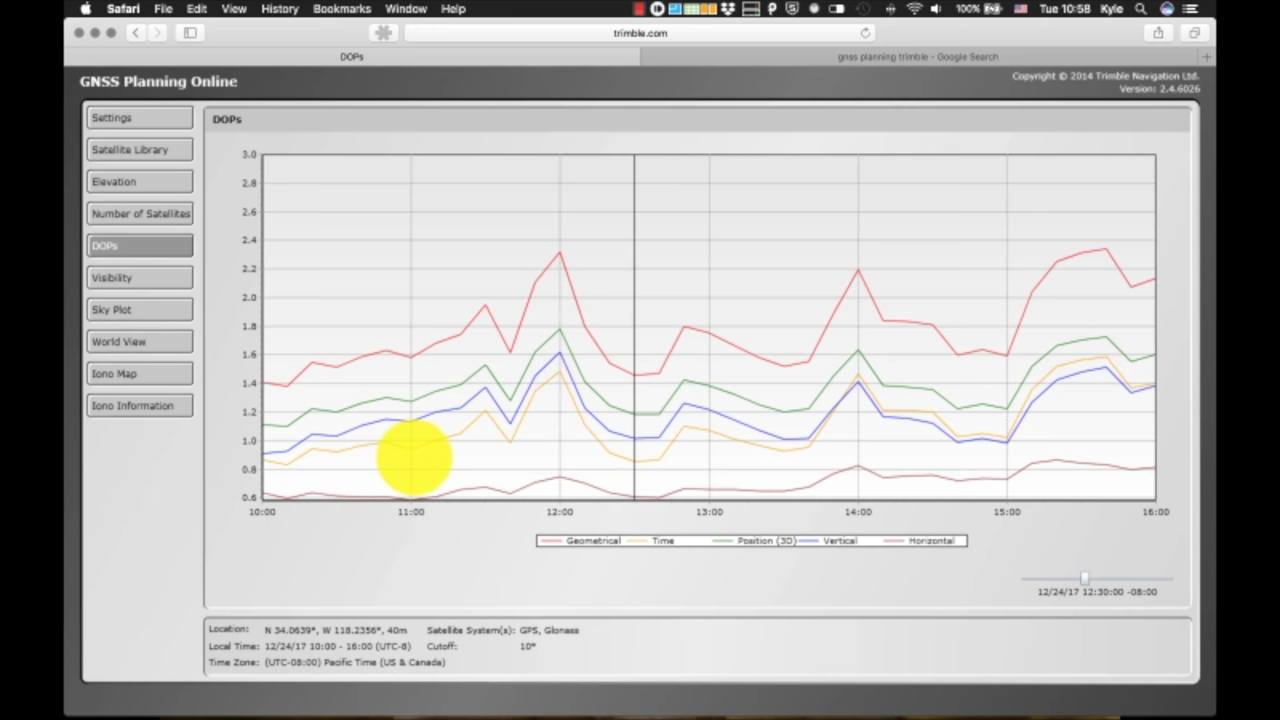 Safari File Edit View History Bookmarks Window Help 100% Tue 10:58 Kyle
trimble.com
DOPs gnss planning trimble - Google Search
GNSS Planning Online
Copyright © 2014 Trimble Navigation Ltd.
Version: 2.4.6026
Settings
Satellite Library
Elevation
Number of Satellites
DOPs
Visibility
Sky Plot
World View
Iono Map
Iono Information
DOPs
3.0
2.8
2.6
2.4
2.2
2.0
1.8
1.6
1.4
1.2
1.0
0.8
0.6
10:00 11:00 12:00 13:00 14:00 15:00 16:00
Geometrical Time Position (3D) Vertical Horizontal
12/24/17 12:30:00 -08:00
Location: N 34.0639°, W 118.2356°, 40m Satellite System(s): GPS, Glonass
Local Time: 12/24/17 10:00 - 16:00 (UTC-8) Cutoff: 10°
Time Zone: (UTC-08:00) Pacific Time (US & Canada)